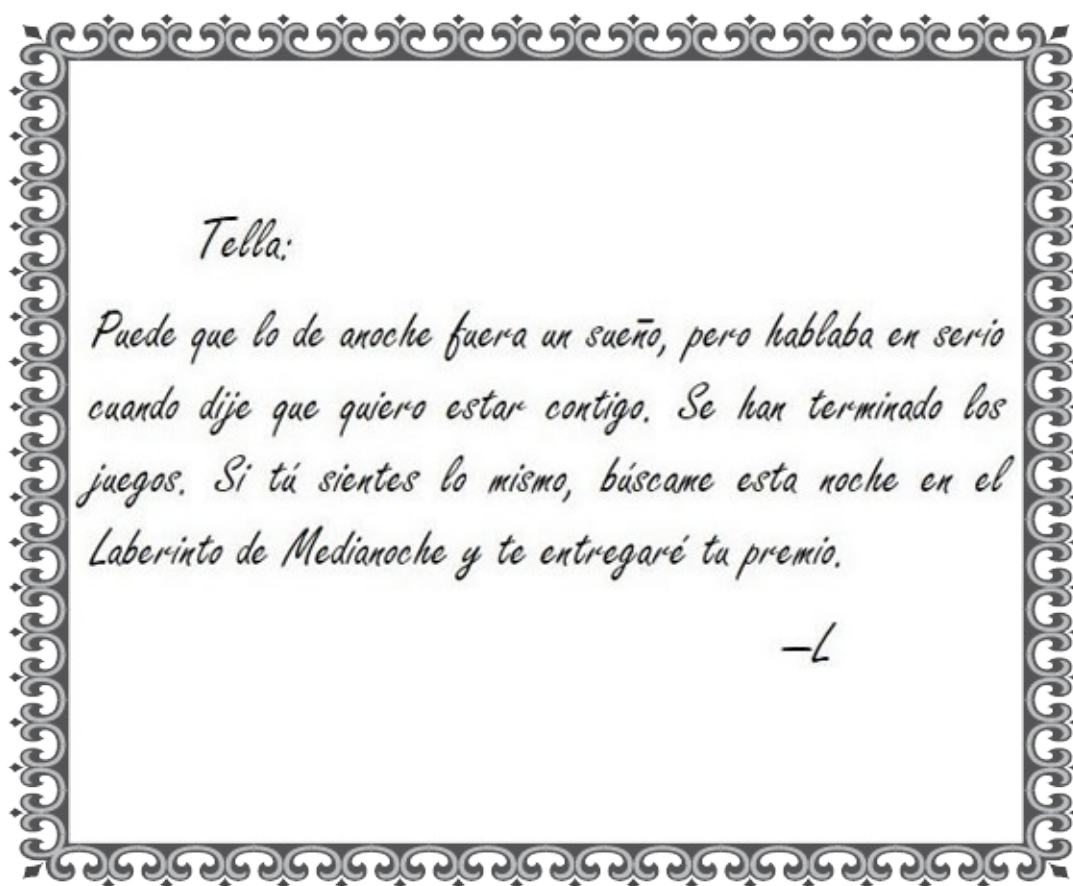 Tella:
Puede que lo de anoche fuera un sueño, pero hablaba en serio
cuando dije que quiero estar contigo. Se han terminado los
juegos. Si tú sientes lo mismo, búscame esta noche en el
Laberinto de Medianoche y te entregaré tu premio.
—L